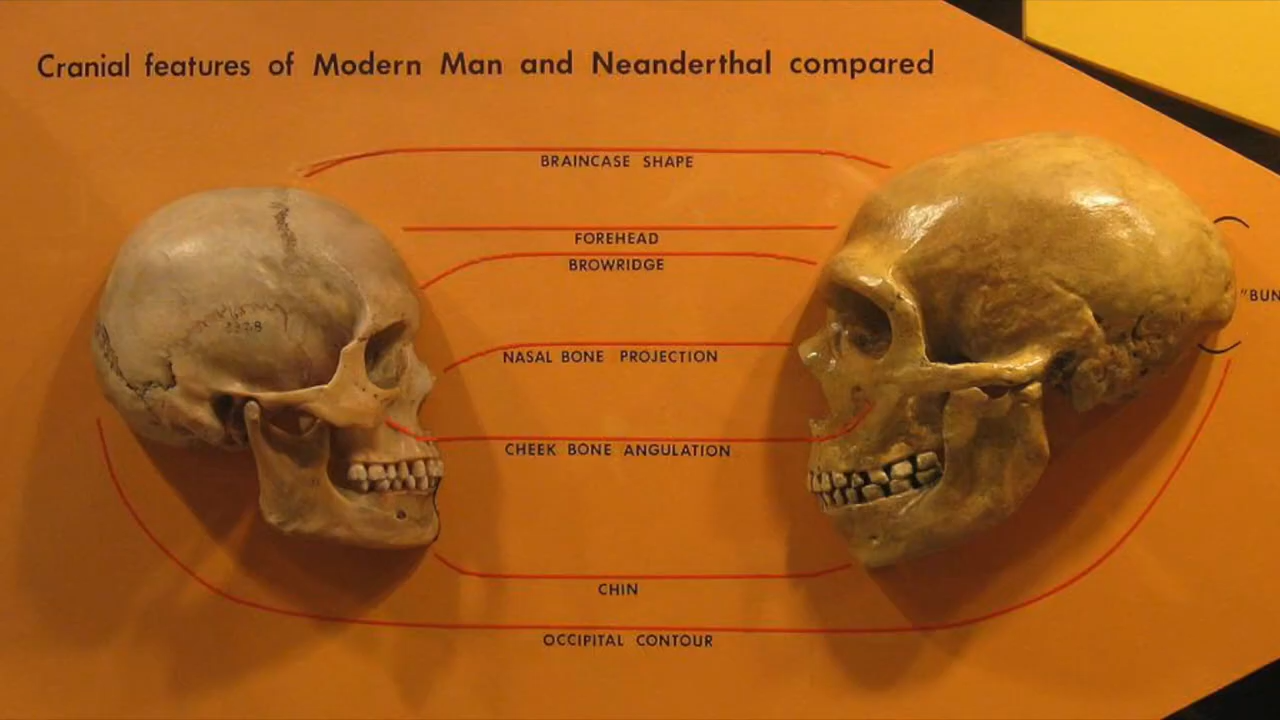 Cranial features of Modern Man and Neanderthal compared
BRAINCASE SHAPE
FOREHEAD
BROWRIDGE
"BUN
NASAL BONE PROJECTION
CHEEK BONE ANGULATION
CHIN
OCCIPITAL CONTOUR